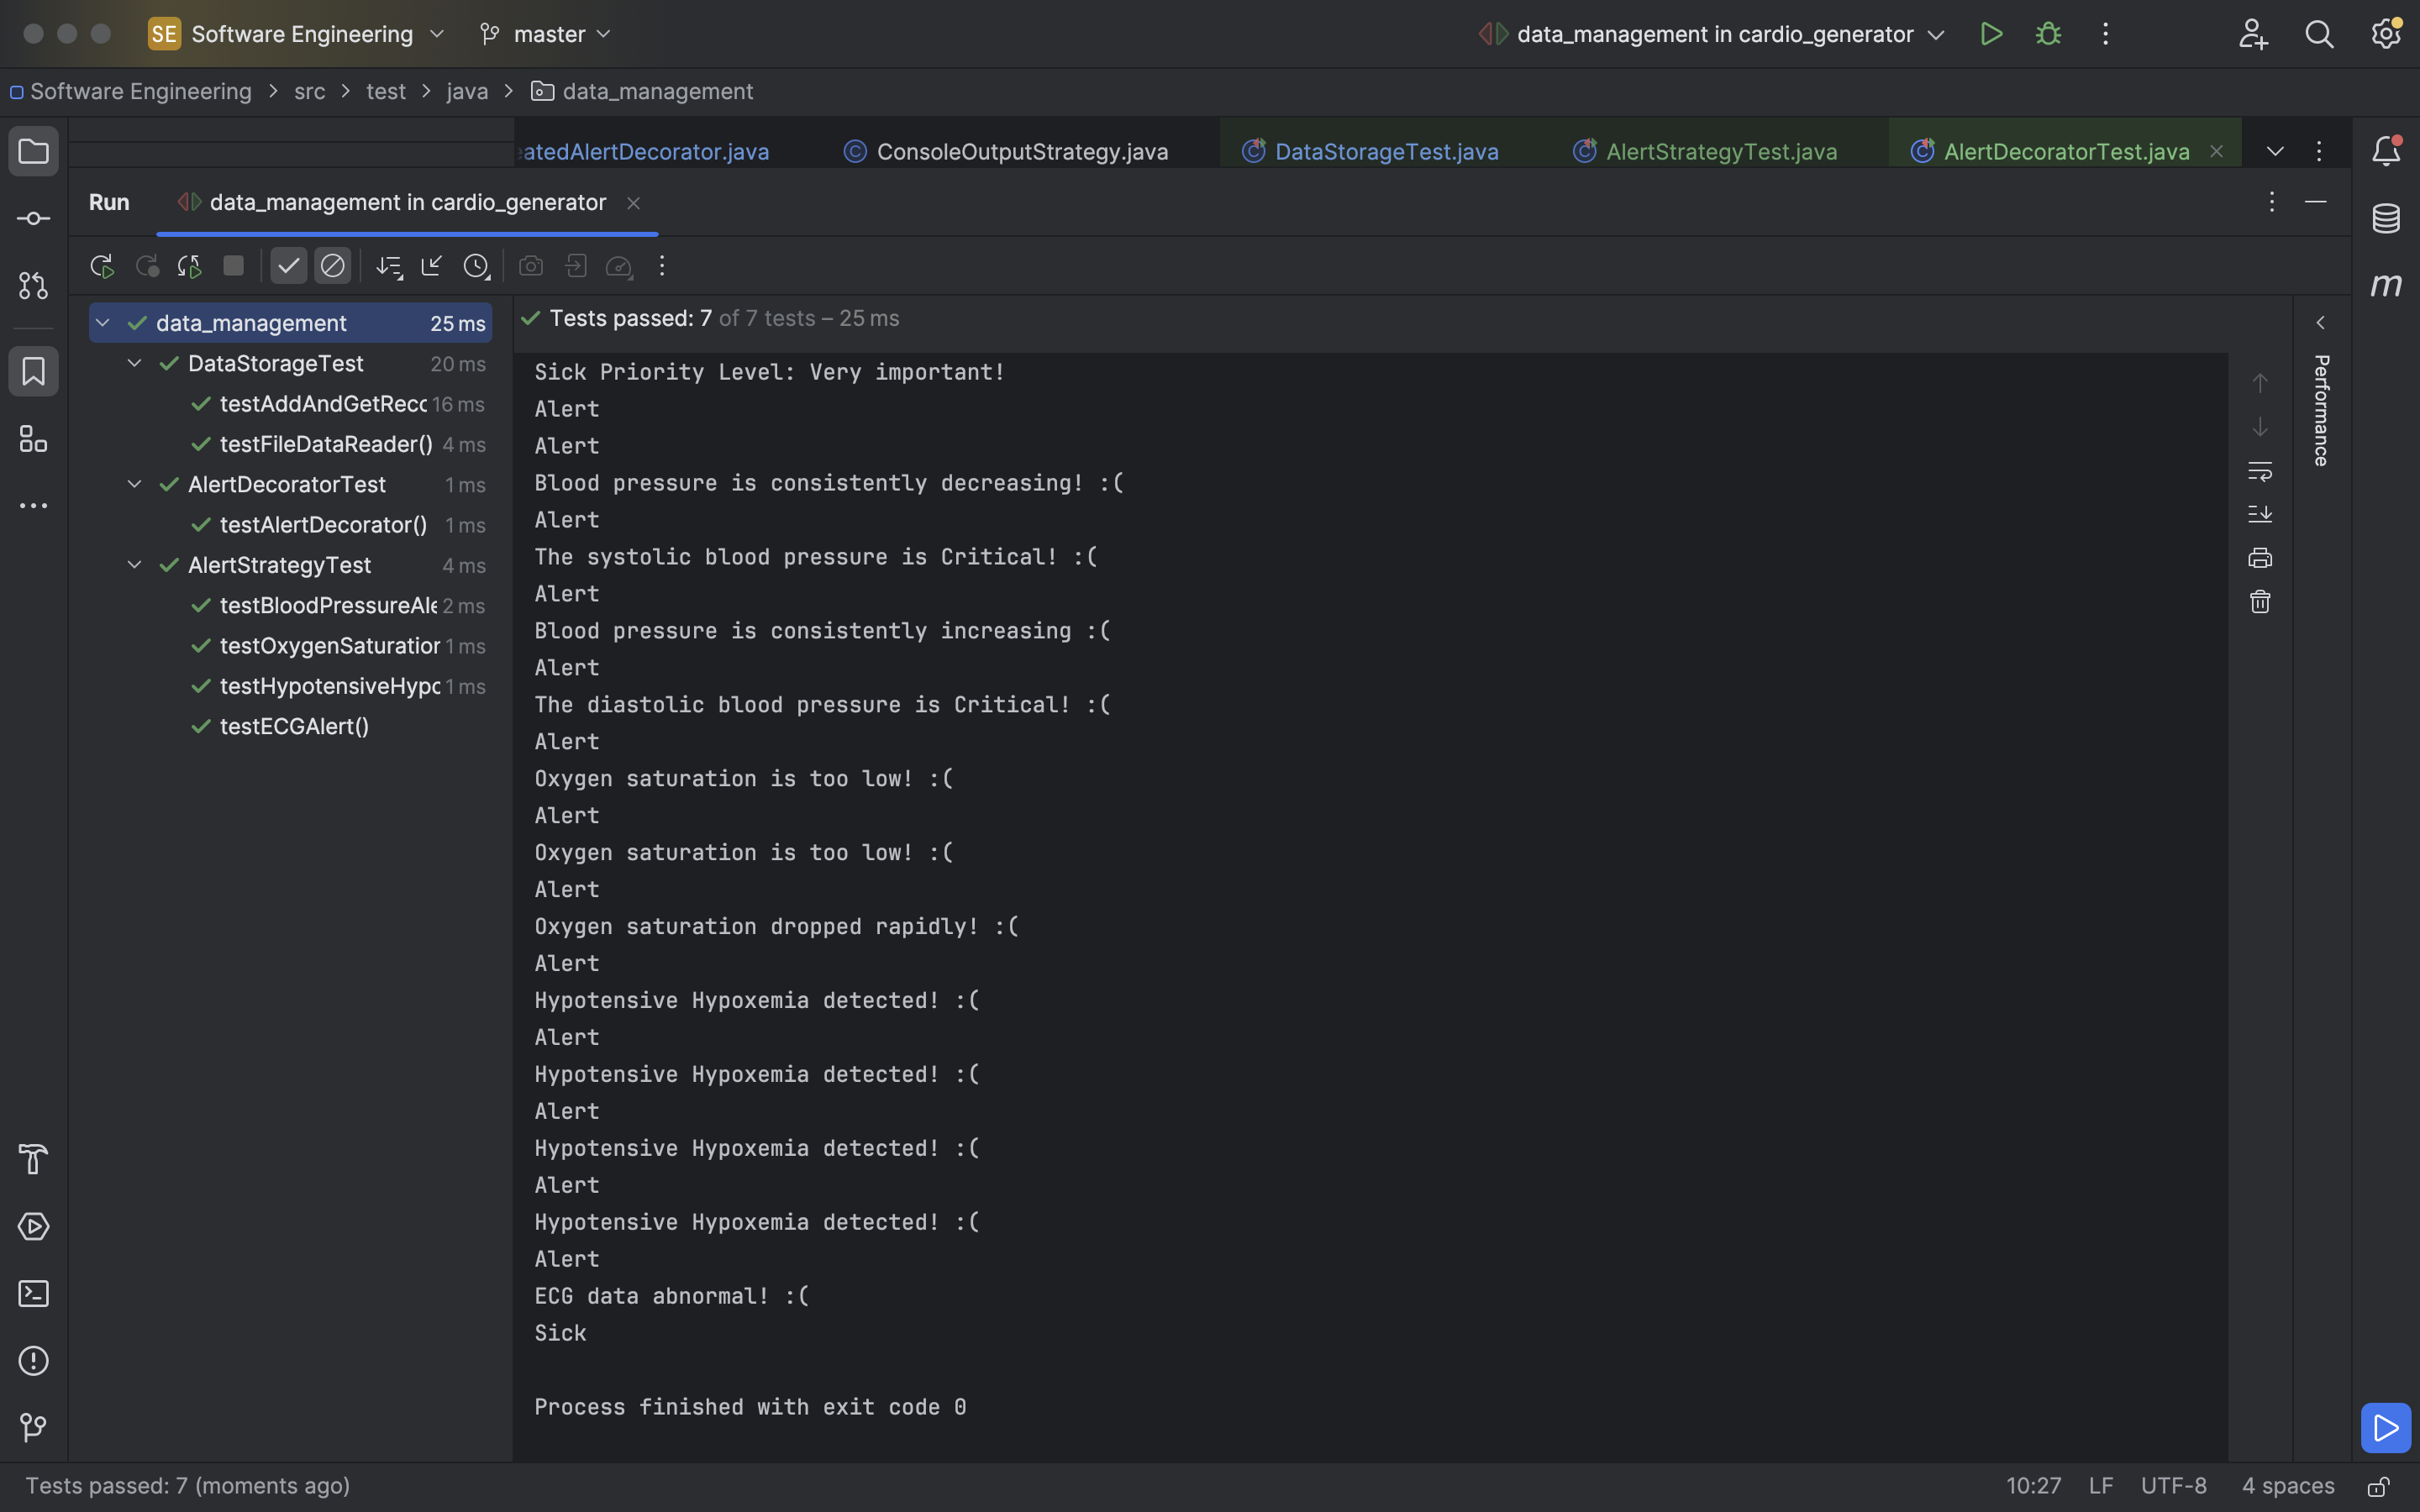 SE Software Engineering master data_management in cardio_generator
Software Engineering > src > test > java > data_management
atedAlertDecorator.java ConsoleOutputStrategy.java DataStorageTest.java AlertStrategyTest.java AlertDecoratorTest.java
Run data_management in cardio_generator
data_management 25 ms
DataStorageTest 20 ms
testAddAndGetRecc 16 ms
testFileDataReader() 4 ms
AlertDecoratorTest 1 ms
testAlertDecorator() 1 ms
AlertStrategyTest 4 ms
testBloodPressureAle 2 ms
testOxygenSaturatior 1 ms
testHypotensiveHypc 1 ms
testECGAlert()
Tests passed: 7 of 7 tests – 25 ms
Sick Priority Level: Very important!
Alert
Alert
Blood pressure is consistently decreasing! :(
Alert
The systolic blood pressure is Critical! :(
Alert
Blood pressure is consistently increasing :(
Alert
The diastolic blood pressure is Critical! :(
Alert
Oxygen saturation is too low! :(
Alert
Oxygen saturation is too low! :(
Alert
Oxygen saturation dropped rapidly! :(
Alert
Hypotensive Hypoxemia detected! :(
Alert
Hypotensive Hypoxemia detected! :(
Alert
Hypotensive Hypoxemia detected! :(
Alert
Hypotensive Hypoxemia detected! :(
Alert
ECG data abnormal! :(
Sick
Process finished with exit code 0
Performance
m
Tests passed: 7 (moments ago) 10:27 LF UTF-8 4 spaces